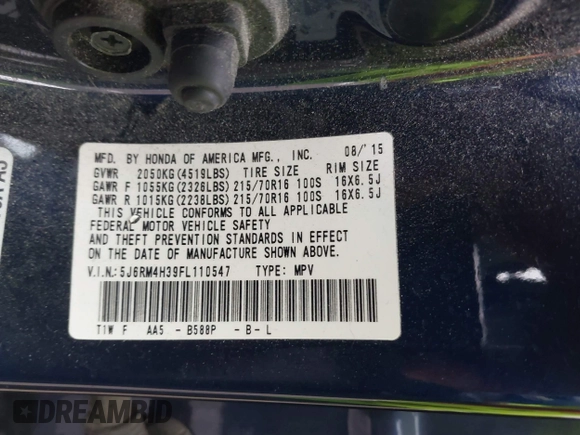 MFD. BY HONDA OF AMERICA MFG., INC. 08/'15
GVWR 2050KG(4519LBS) TIRE SIZE RIM SIZE
GAWR F 1055KG(2326LBS) 215/70R16 100S 16X6.5J
GAWR R 1015KG(2238LBS) 215/70R16 100S 16X6.5J
THIS VEHICLE CONFORMS TO ALL APPLICABLE
FEDERAL MOTOR VEHICLE SAFETY
AND THEFT PREVENTION STANDARDS IN EFFECT
ON THE DATE OF MANUFACTURE SHOWN ABOVE.
V.I.N.:5J6RM4H39FL110547 TYPE: MPV
T1W F AA5 -B588P -B-L
DREAMBID